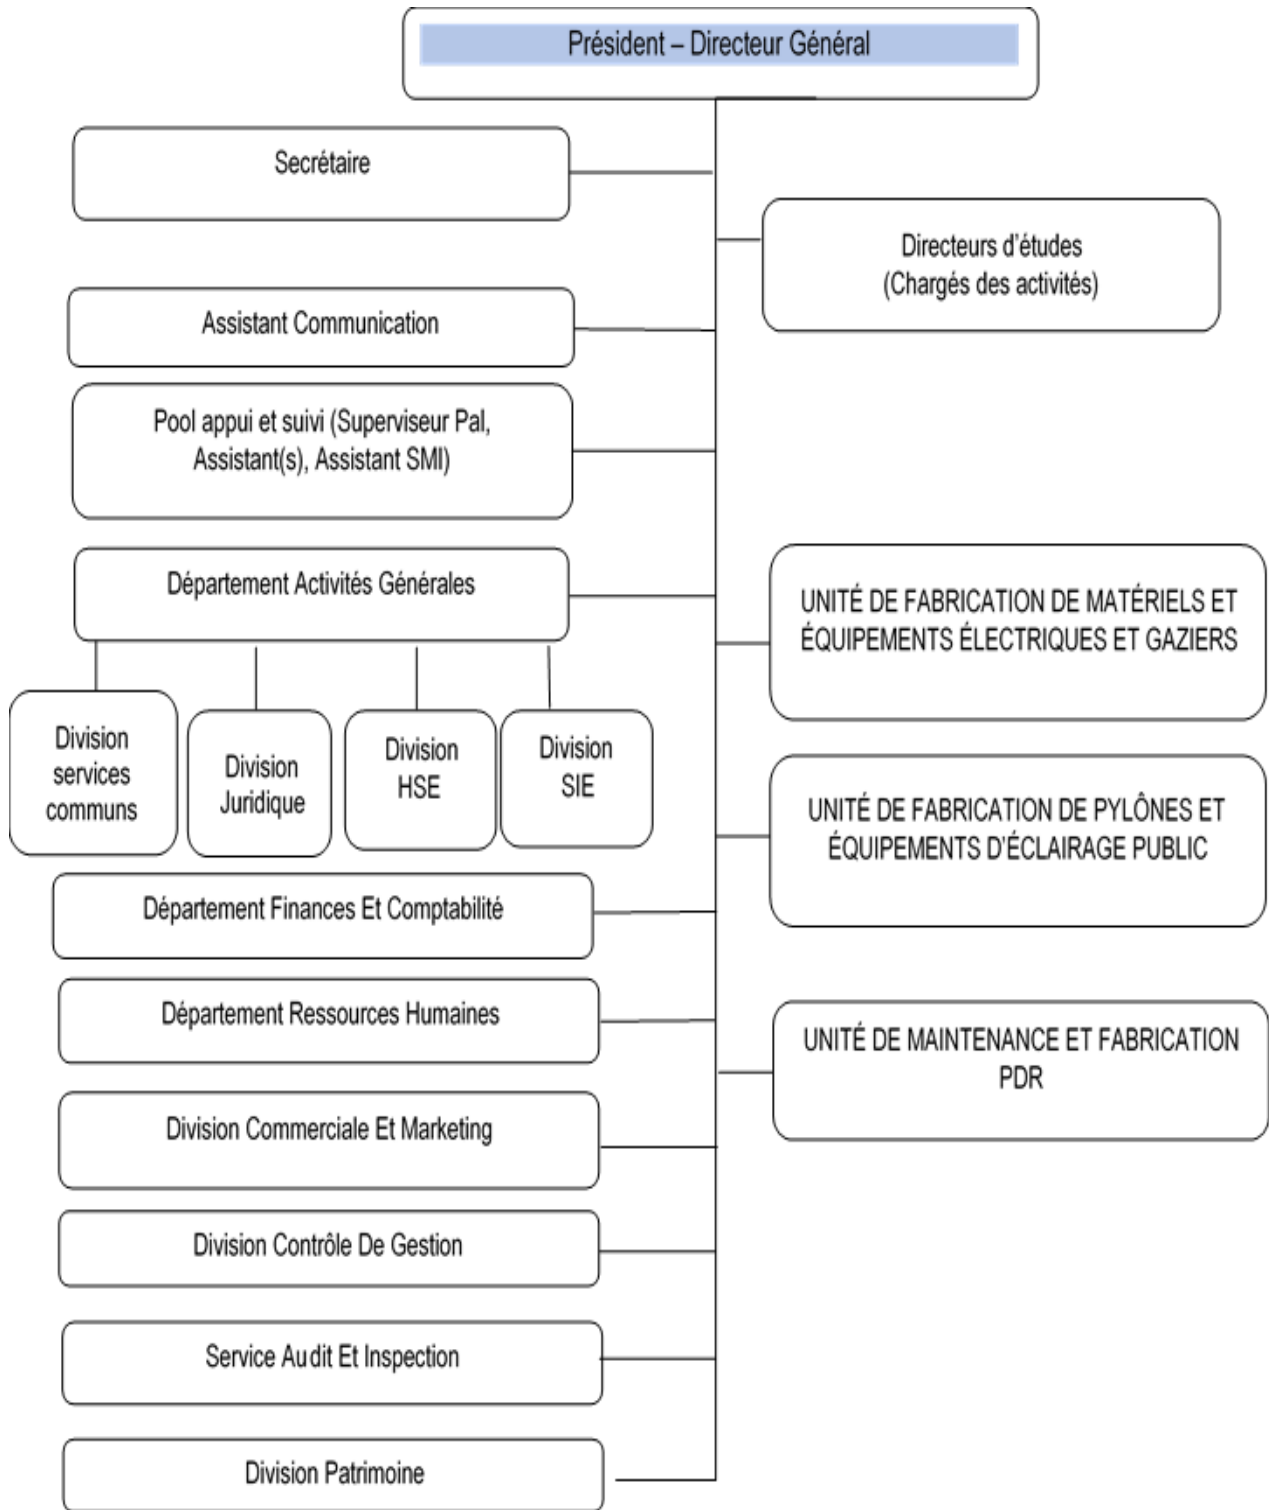 Président – Directeur Général
Secrétaire
Directeurs d'études
(Chargés des activités)
Assistant Communication
Pool appui et suivi (Superviseur Pal,
Assistant(s), Assistant SMI)
Département Activités Générales
UNITÉ DE FABRICATION DE MATÉRIELS ET
ÉQUIPEMENTS ÉLECTRIQUES ET GAZIERS
Division
services
communs
Division
Juridique
Division
HSE
Division
SIE
UNITÉ DE FABRICATION DE PYLÔNES ET
ÉQUIPEMENTS D'ÉCLAIRAGE PUBLIC
Département Finances Et Comptabilité
Département Ressources Humaines
UNITÉ DE MAINTENANCE ET FABRICATION
PDR
Division Commerciale Et Marketing
Division Contrôle De Gestion
Service Audit Et Inspection
Division Patrimoine